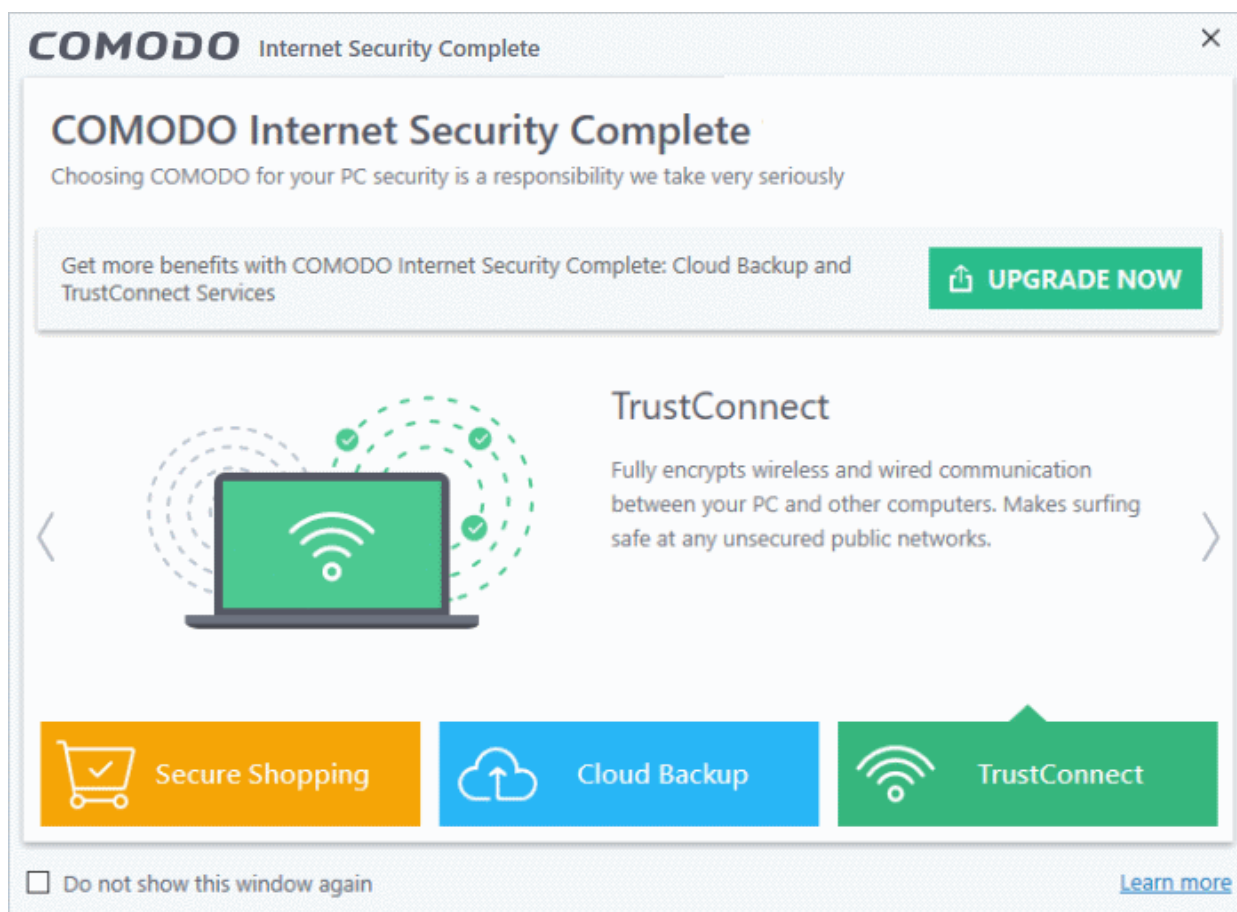 COMODO Internet Security Complete
COMODO Internet Security Complete
Choosing COMODO for your PC security is a responsibility we take very seriously
Get more benefits with COMODO Internet Security Complete: Cloud Backup and
TrustConnect Services
UPGRADE NOW
TrustConnect
Fully encrypts wireless and wired communication
between your PC and other computers. Makes surfing
safe at any unsecured public networks.
Secure Shopping
Cloud Backup
TrustConnect
Do not show this window again
Learn more